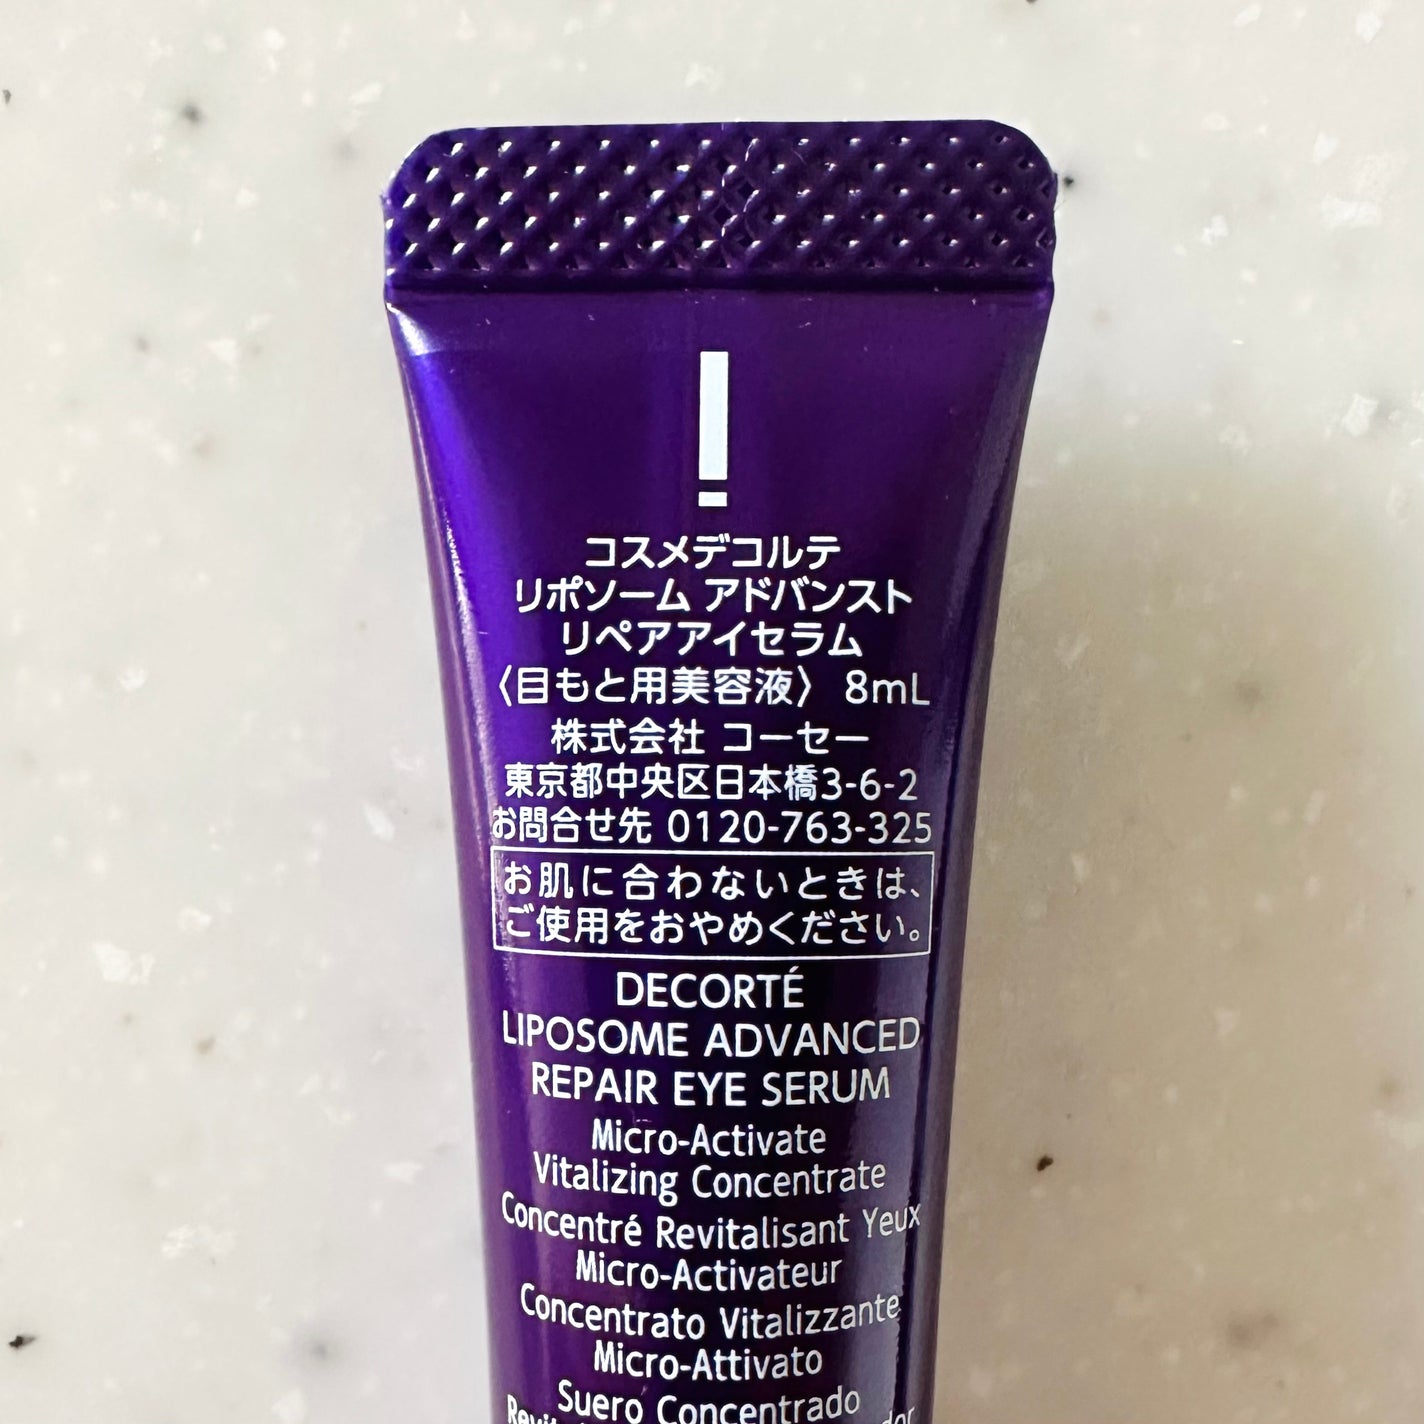 コスメデコルテ
リポソーム アドバンスト
リペアアイセラム
〈目もと用美容液〉 8mL
株式会社 コーセー
東京都中央区日本橋3-6-2
お問合せ先 0120-763-325
お肌に合わないときは、
ご使用をおやめください。
DECORTÉ
LIPOSOME ADVANCED
REPAIR EYE SERUM
Micro-Activate
Vitalizing Concentrate
Concentré Revitalisant Yeux
Micro-Activateur
Concentrato Vitalizzante
Micro-Attivato
Suero Concentrado